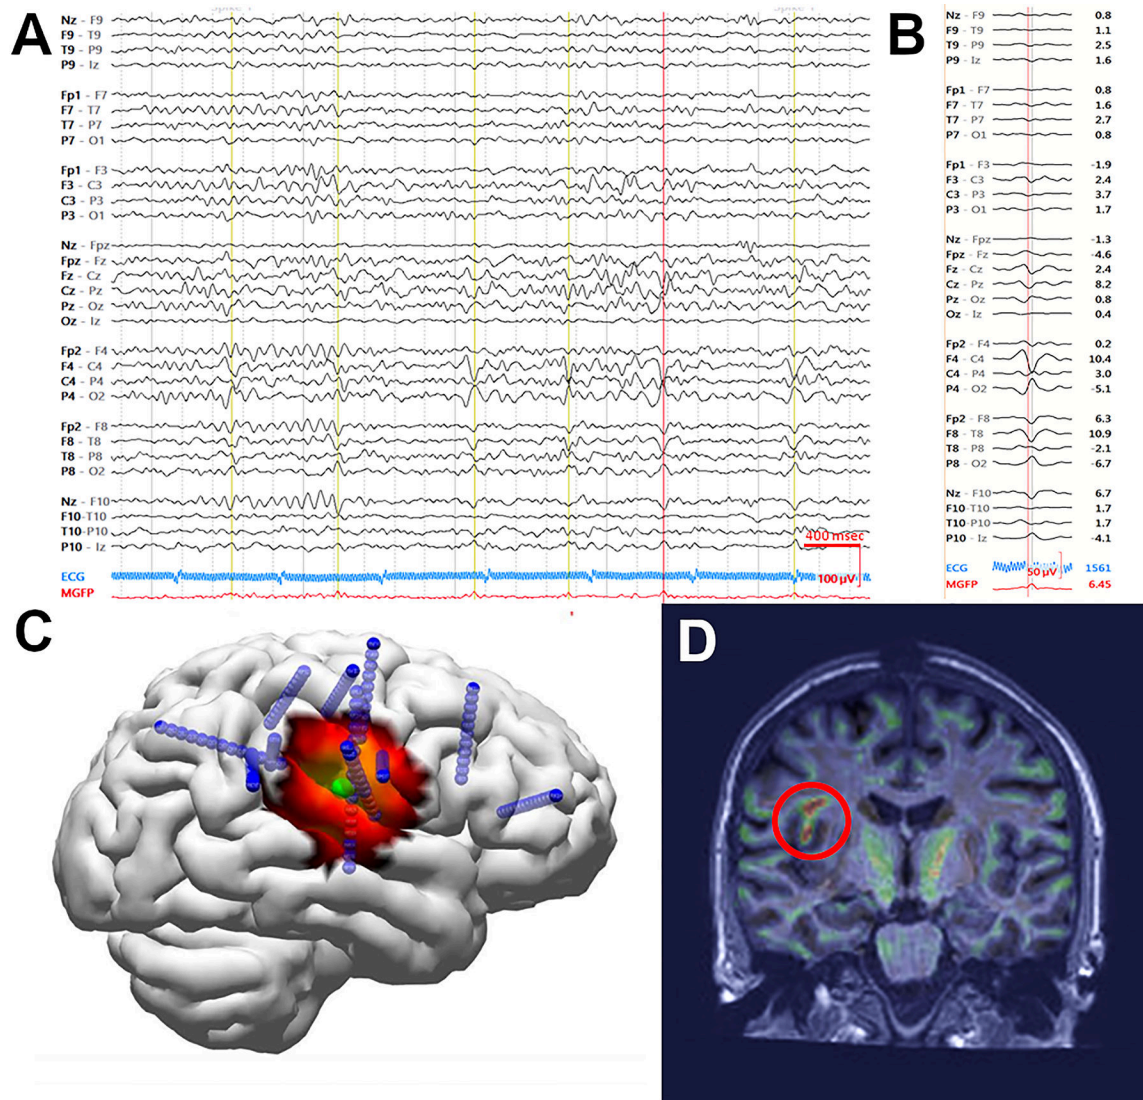 A
Spike 1
Spike 1
Nz - F9
F9 - T9
T9 - P9
P9 - Iz
Fp1 - F7
F7 - T7
T7 - P7
P7 - O1
Fp1 - F3
F3 - C3
C3 - P3
P3 - O1
Nz - Fpz
Fpz - Fz
Fz - Cz
Cz - Pz
Pz - Oz
Oz - Iz
Fp2 - F4
F4 - C4
C4 - P4
P4 - O2
Fp2 - F8
F8 - T8
T8 - P8
P8 - O2
Nz - F10
F10-T10
T10-P10
P10 - Iz
400 msec
ECG
100 µV
MGFP
B
Nz - F9 0.8
F9 - T9 1.1
T9 - P9 2.5
P9 - Iz 1.6
Fp1 - F7 0.8
F7 - T7 1.6
T7 - P7 2.7
P7 - O1 0.8
Fp1 - F3 -1.9
F3 - C3 2.4
C3 - P3 3.7
P3 - O1 1.7
Nz - Fpz -1.3
Fpz - Fz -4.6
Fz - Cz 2.4
Cz - Pz 8.2
Pz - Oz 0.8
Oz - Iz 0.4
Fp2 - F4 0.2
F4 - C4 10.4
C4 - P4 3.0
P4 - O2 -5.1
Fp2 - F8 6.3
F8 - T8 10.9
T8 - P8 -2.1
P8 - O2 -6.7
Nz - F10 6.7
F10-T10 1.7
T10-P10 1.7
P10 - Iz -4.1
ECG 1561
50 µV
MGFP 6.45
C
D